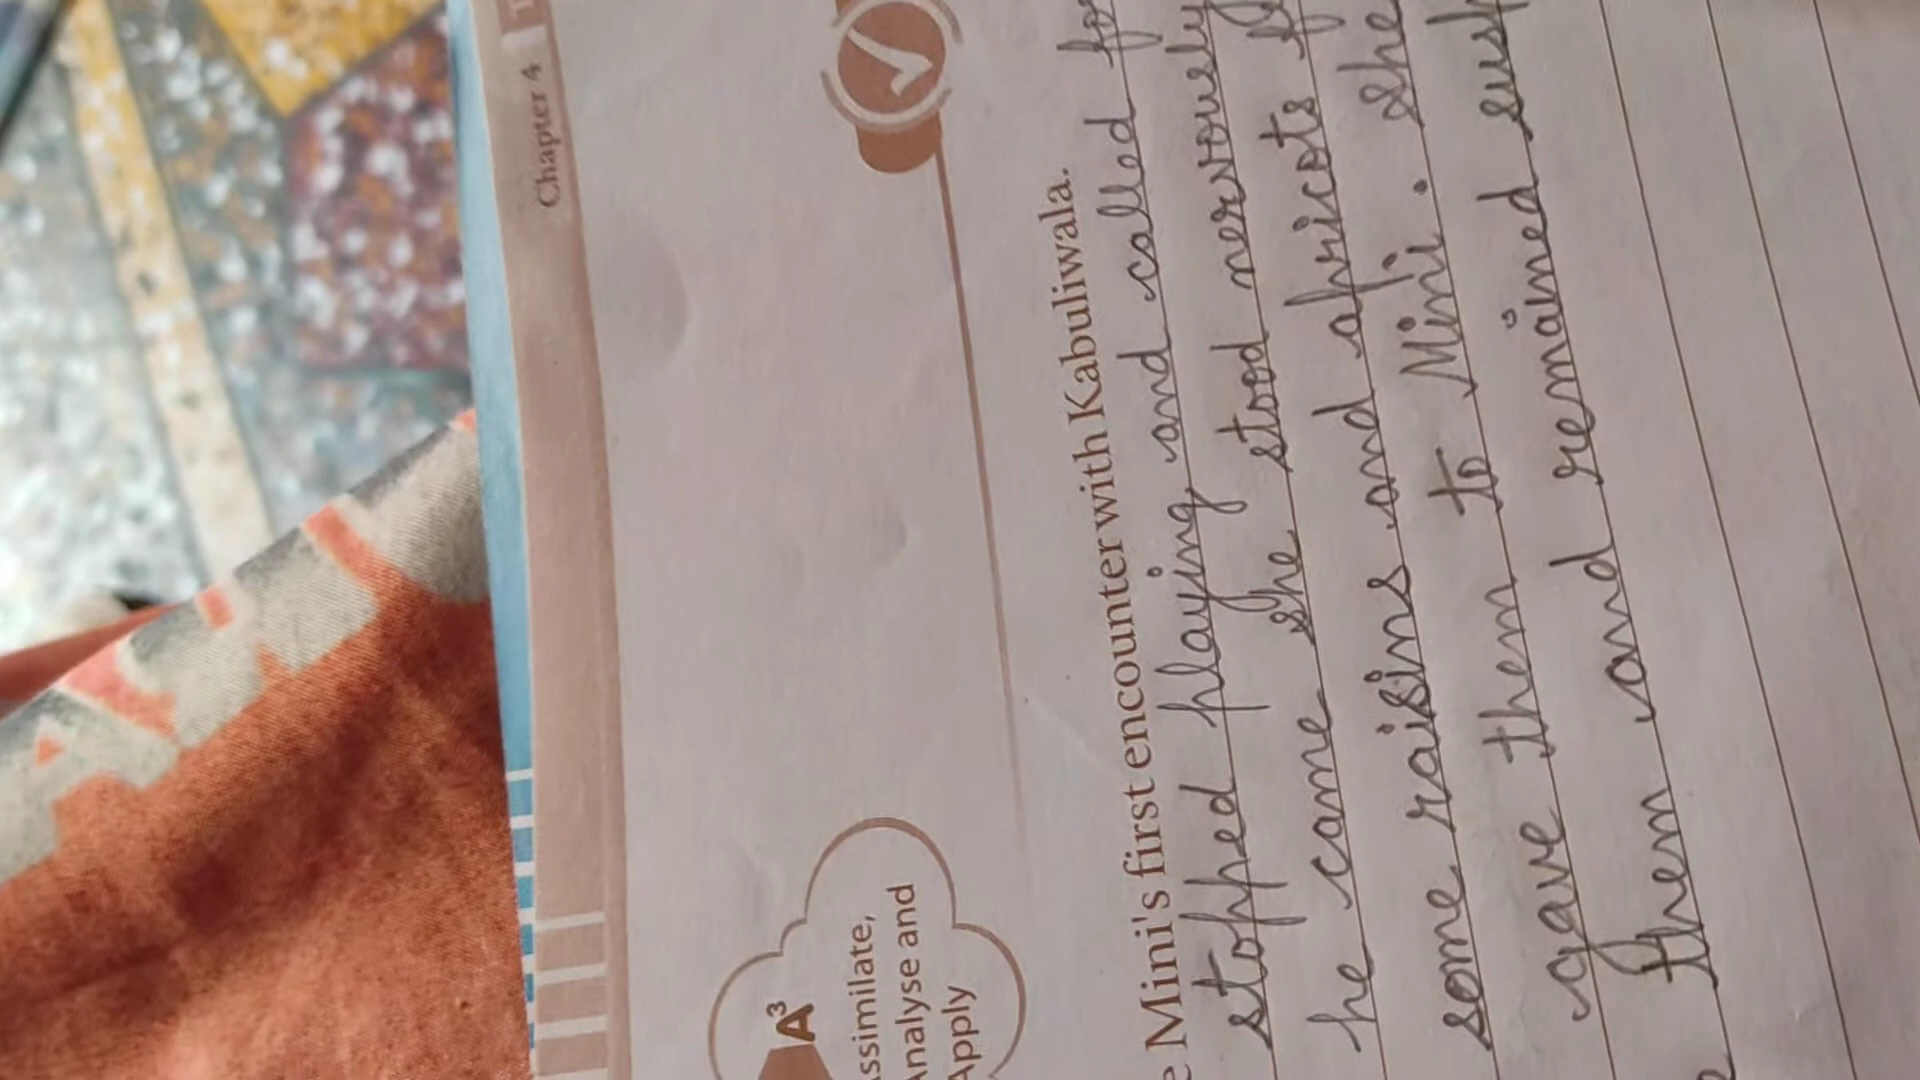 Chapter 4
A³
Analyse and
Apply
Mini's first encounter with Kabuliwala.
stopped playing and called
he came she stood nervously
some raisins and apricots
gave them to Mini. she
them and remained